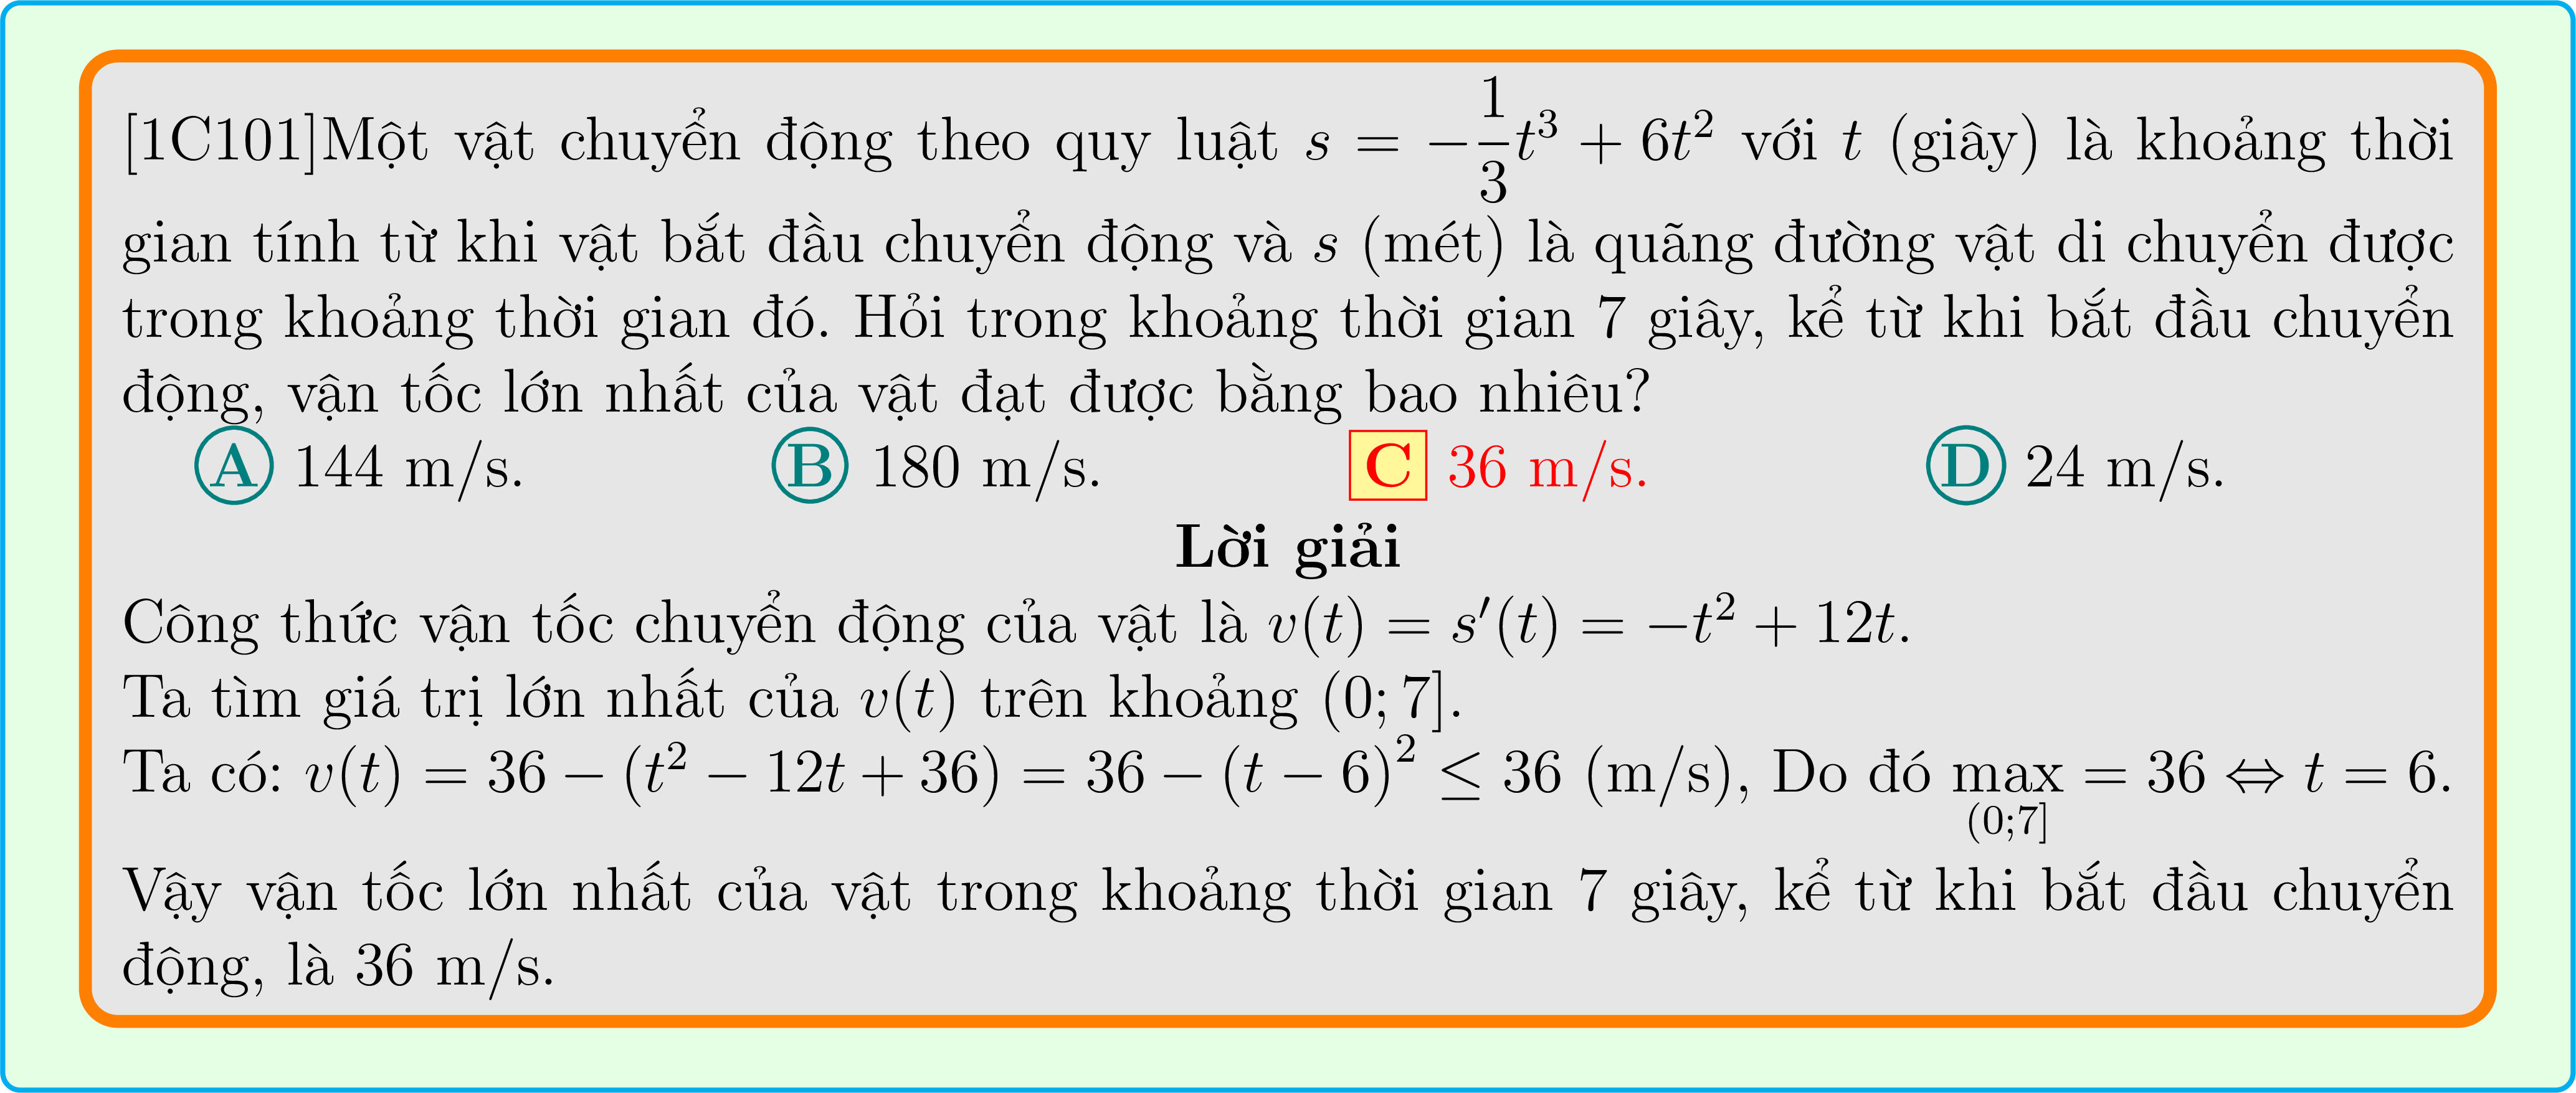 [1C101]Một vật chuyển động theo quy luật $s = -\dfrac{1}{3}t^3 + 6t^2$ với $t$ (giây) là khoảng thời
gian tính từ khi vật bắt đầu chuyển động và $s$ (mét) là quãng đường vật di chuyển được
trong khoảng thời gian đó. Hỏi trong khoảng thời gian 7 giây, kể từ khi bắt đầu chuyển
động, vận tốc lớn nhất của vật đạt được bằng bao nhiêu?
A 144 m/s. B 180 m/s. C 36 m/s. D 24 m/s.
Lời giải
Công thức vận tốc chuyển động của vật là $v(t) = s'(t) = -t^2 + 12t$.
Ta tìm giá trị lớn nhất của $v(t)$ trên khoảng $(0; 7]$.
Ta có: $v(t) = 36 - (t^2 - 12t + 36) = 36 - (t - 6)^2 \leq 36$ (m/s), Do đó $\max\limits_{(0;7]} = 36 \Leftrightarrow t = 6$.
Vậy vận tốc lớn nhất của vật trong khoảng thời gian 7 giây, kể từ khi bắt đầu chuyển
động, là 36 m/s.